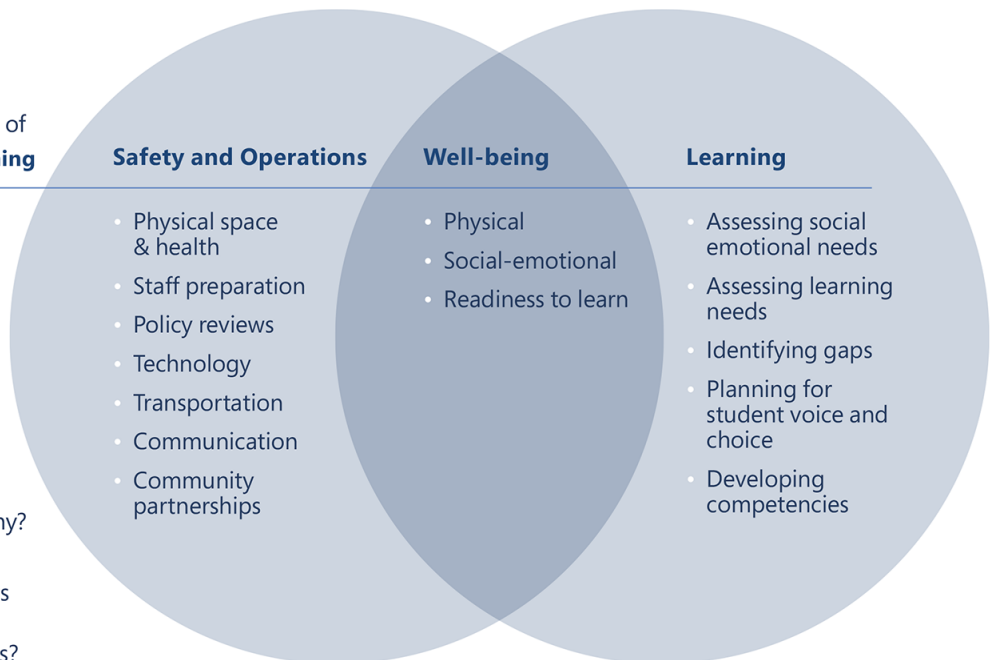 of
Safety and Operations
Physical space
& health
Staff preparation
Policy reviews
Technology
Transportation
Communication
Community
partnerships
Well-being
Physical
Social-emotional
Readiness to learn
Learning
Assessing social
emotional needs
Assessing learning
needs
Identifying gaps
Planning for
student voice and
choice
Developing
competencies